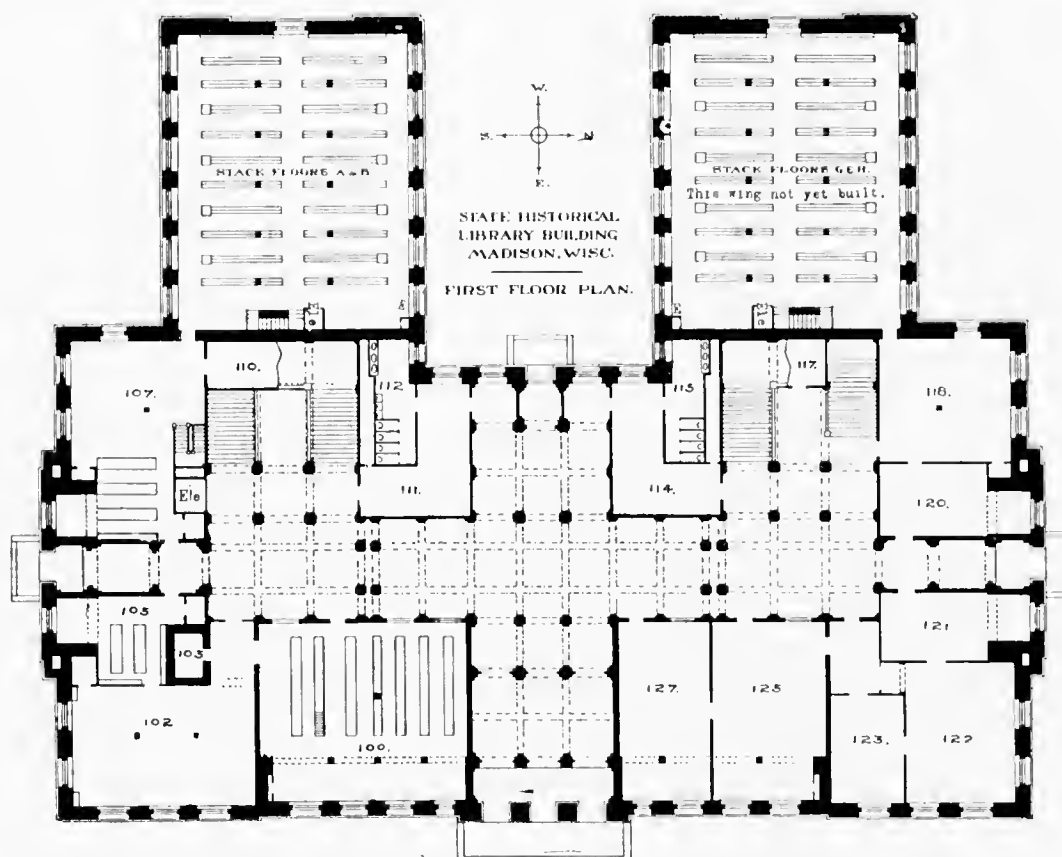 W.
S. N.
E.
STACK FLOORS A & B
STACK FLOORS G & H.
This wing not yet built.
STATE HISTORICAL
LIBRARY BUILDING
MADISON, WISC.
FIRST FLOOR PLAN.
E
E
110.
117.
112
113
107.
118.
Ele
111.
114.
120.
105
103
121
127.
125
102
100.
123.
122